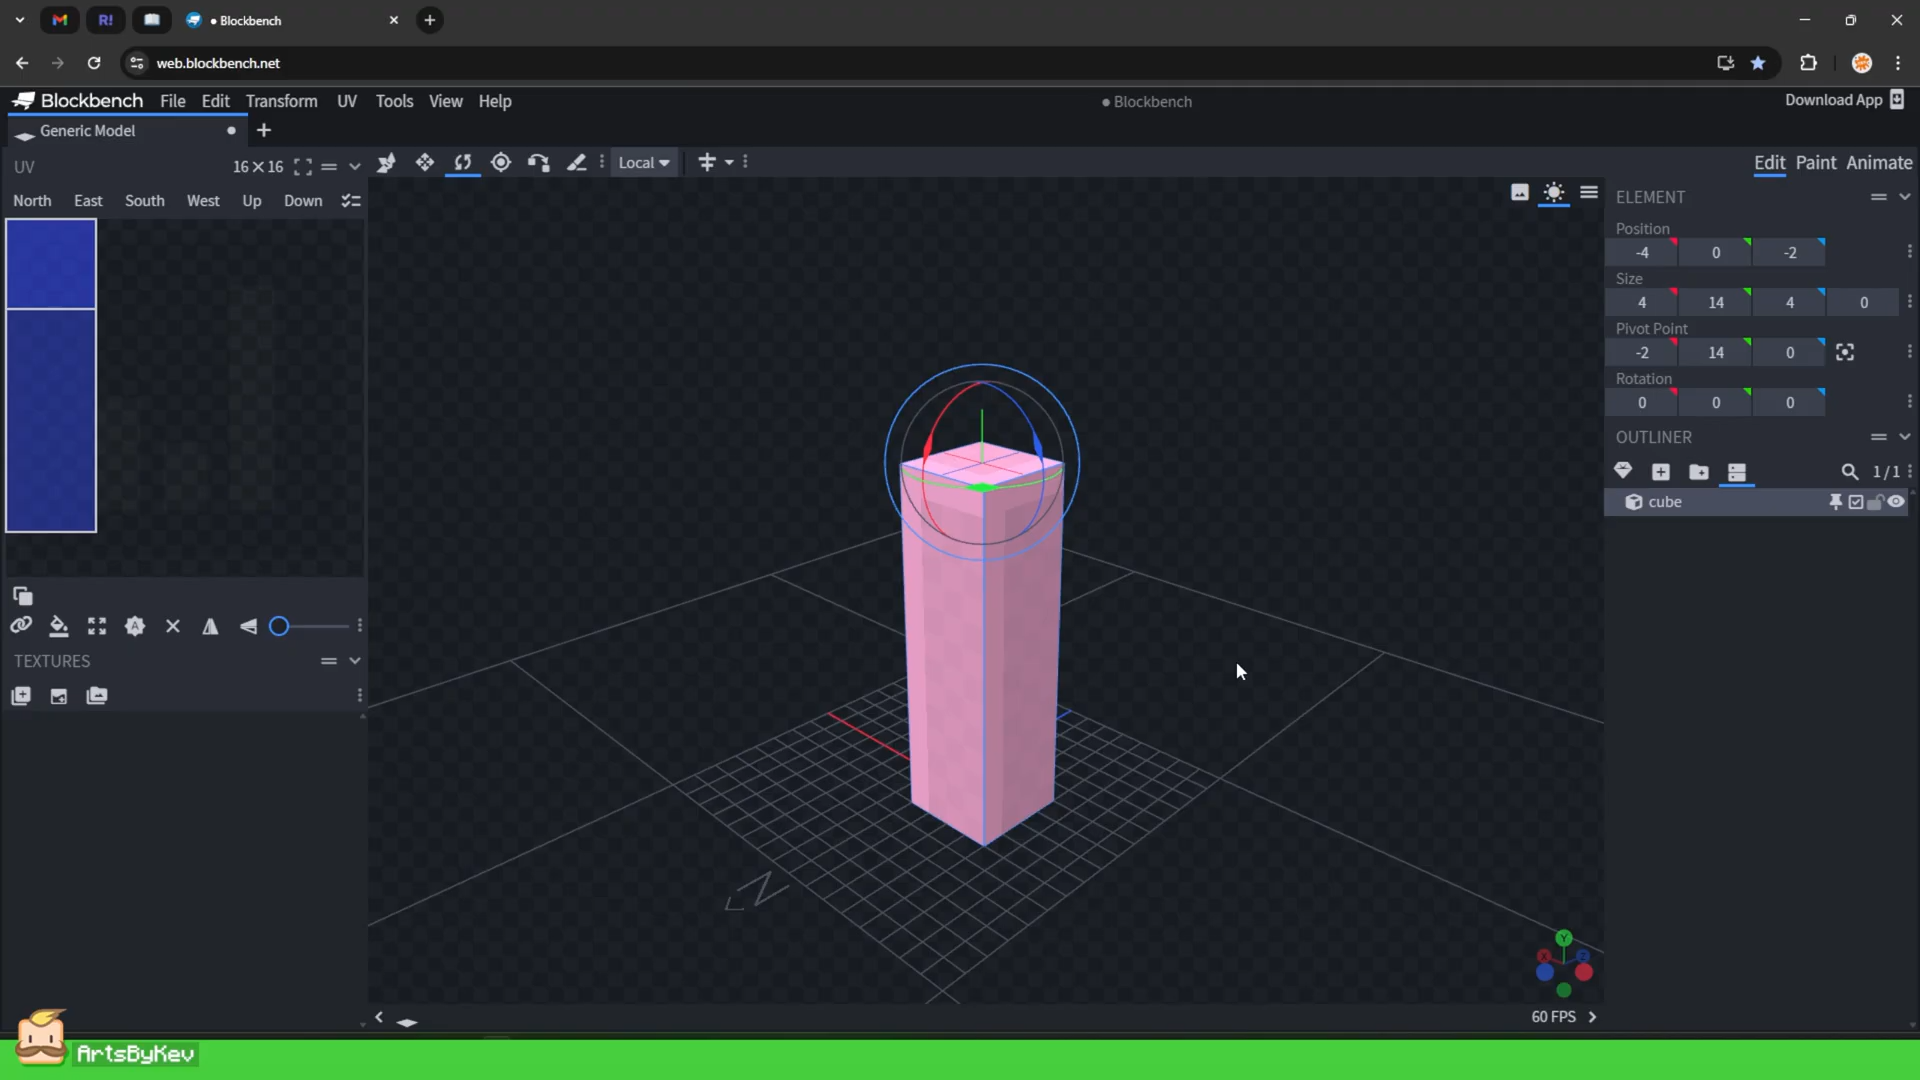 R!
Blockbench
web.blockbench.net
Blockbench File Edit Transform UV Tools View Help
Blockbench
Download App
Generic Model
UV
16×16
Local
Edit Paint Animate
North East South West Up Down
ELEMENT
Position
-4 0 -2
Size
4 14 4 0
Pivot Point
-2 14 0
Rotation
0 0 0
OUTLINER
1/1
cube
TEXTURES
N
Y
X
Z
60 FPS
ArtsByKev